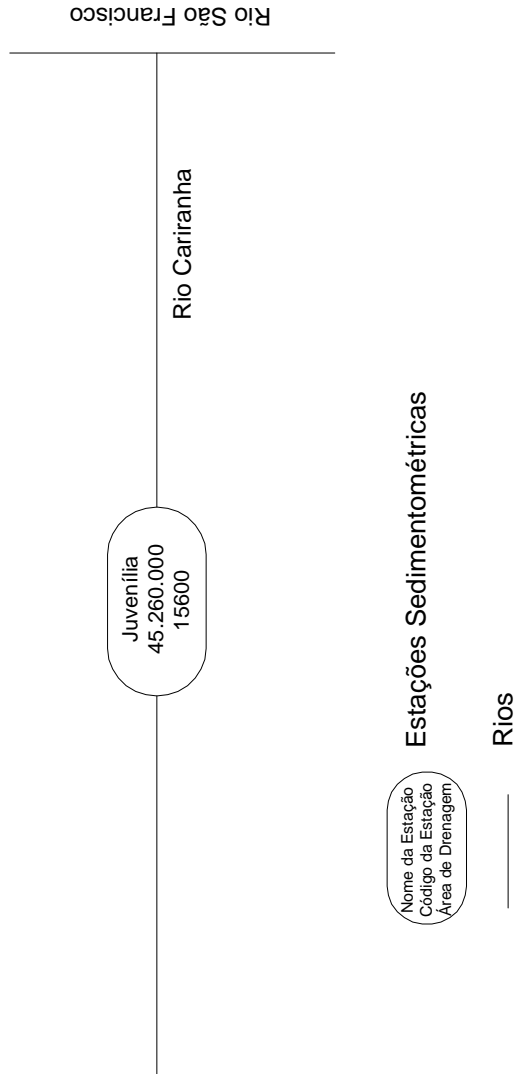 Rio São Francisco
Rio Cariranha
Juvenília
45.260.000
15600
Estações Sedimentométricas
Nome da Estação
Código da Estação
Área de Drenagem
Rios